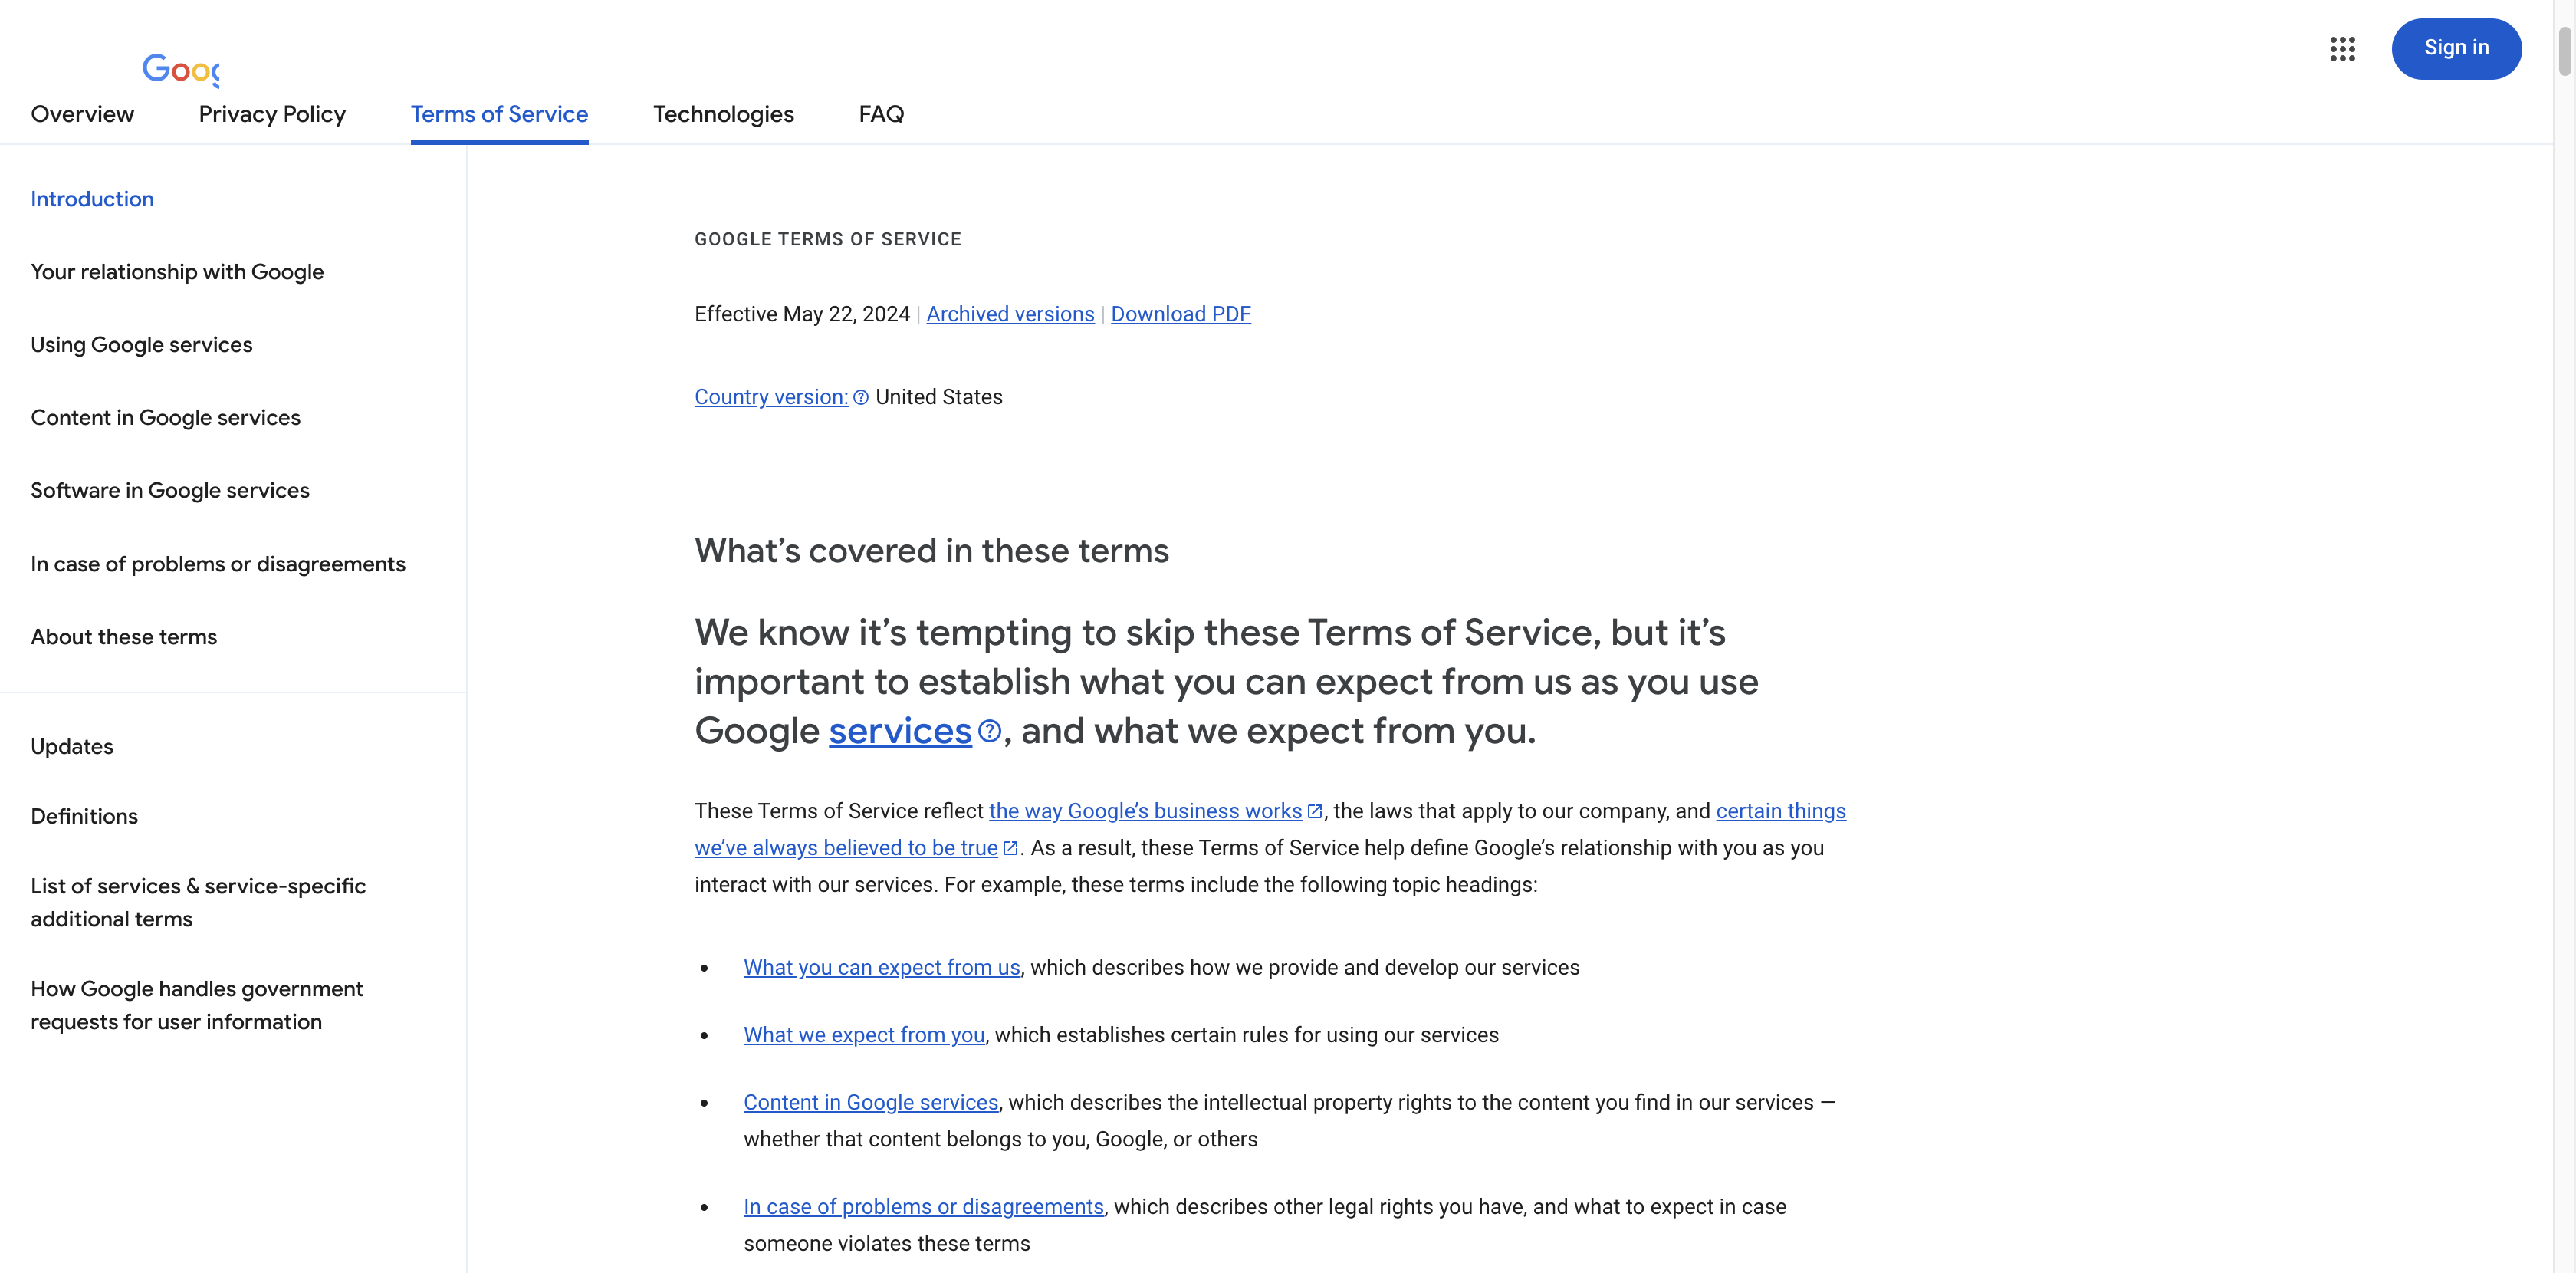 Goog
Sign in
Overview
Privacy Policy
Terms of Service
Technologies
FAQ
Introduction
Your relationship with Google
Using Google services
Content in Google services
Software in Google services
In case of problems or disagreements
About these terms
Updates
Definitions
List of services & service-specific
additional terms
How Google handles government
requests for user information
GOOGLE TERMS OF SERVICE
Effective May 22, 2024 | Archived versions | Download PDF
Country version: United States
What’s covered in these terms
We know it’s tempting to skip these Terms of Service, but it’s
important to establish what you can expect from us as you use
Google services, and what we expect from you.
These Terms of Service reflect the way Google’s business works, the laws that apply to our company, and certain things
we’ve always believed to be true. As a result, these Terms of Service help define Google’s relationship with you as you
interact with our services. For example, these terms include the following topic headings:
• What you can expect from us, which describes how we provide and develop our services
• What we expect from you, which establishes certain rules for using our services
• Content in Google services, which describes the intellectual property rights to the content you find in our services —
whether that content belongs to you, Google, or others
• In case of problems or disagreements, which describes other legal rights you have, and what to expect in case
someone violates these terms